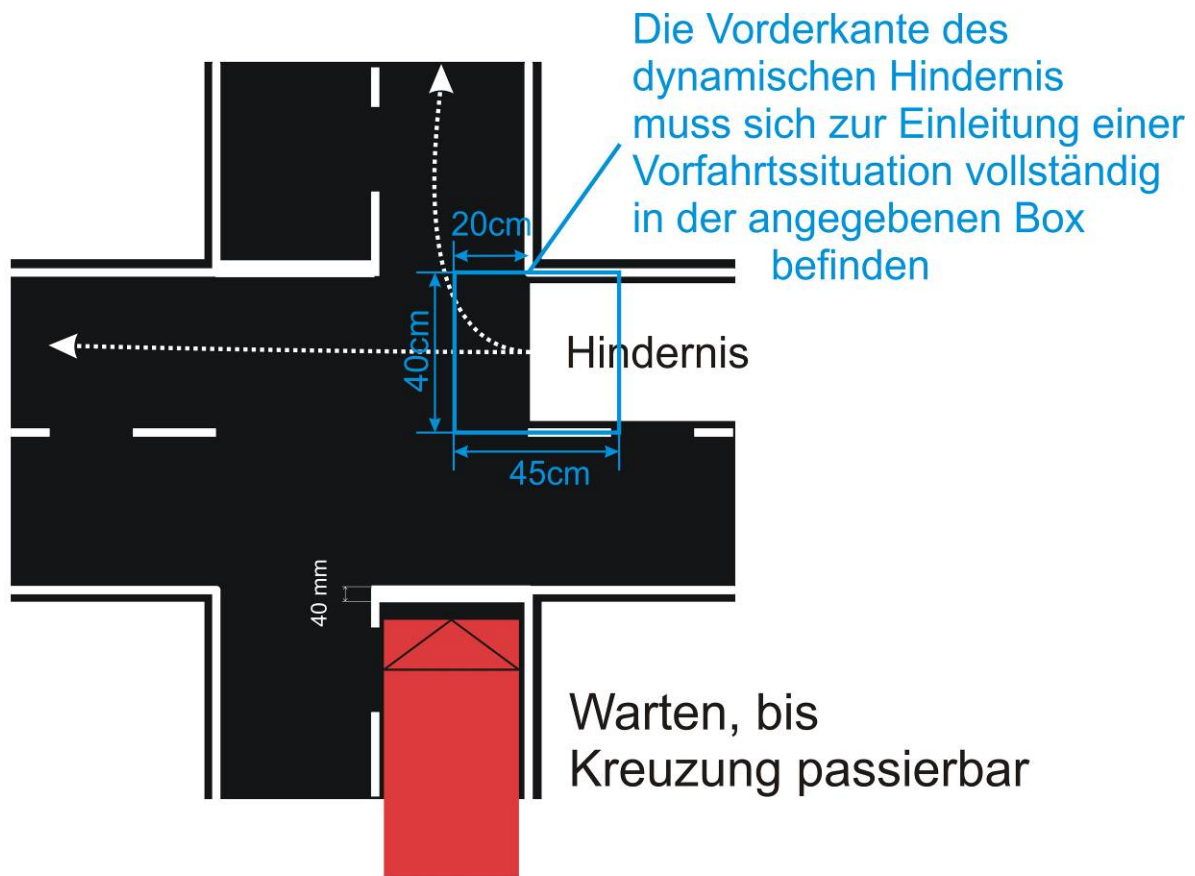 Die Vorderkante des
dynamischen Hindernis
muss sich zur Einleitung einer
Vorfahrtssituation vollständig
in der angegebenen Box
befinden
20cm
40cm
Hindernis
45cm
40 mm
Warten, bis
Kreuzung passierbar